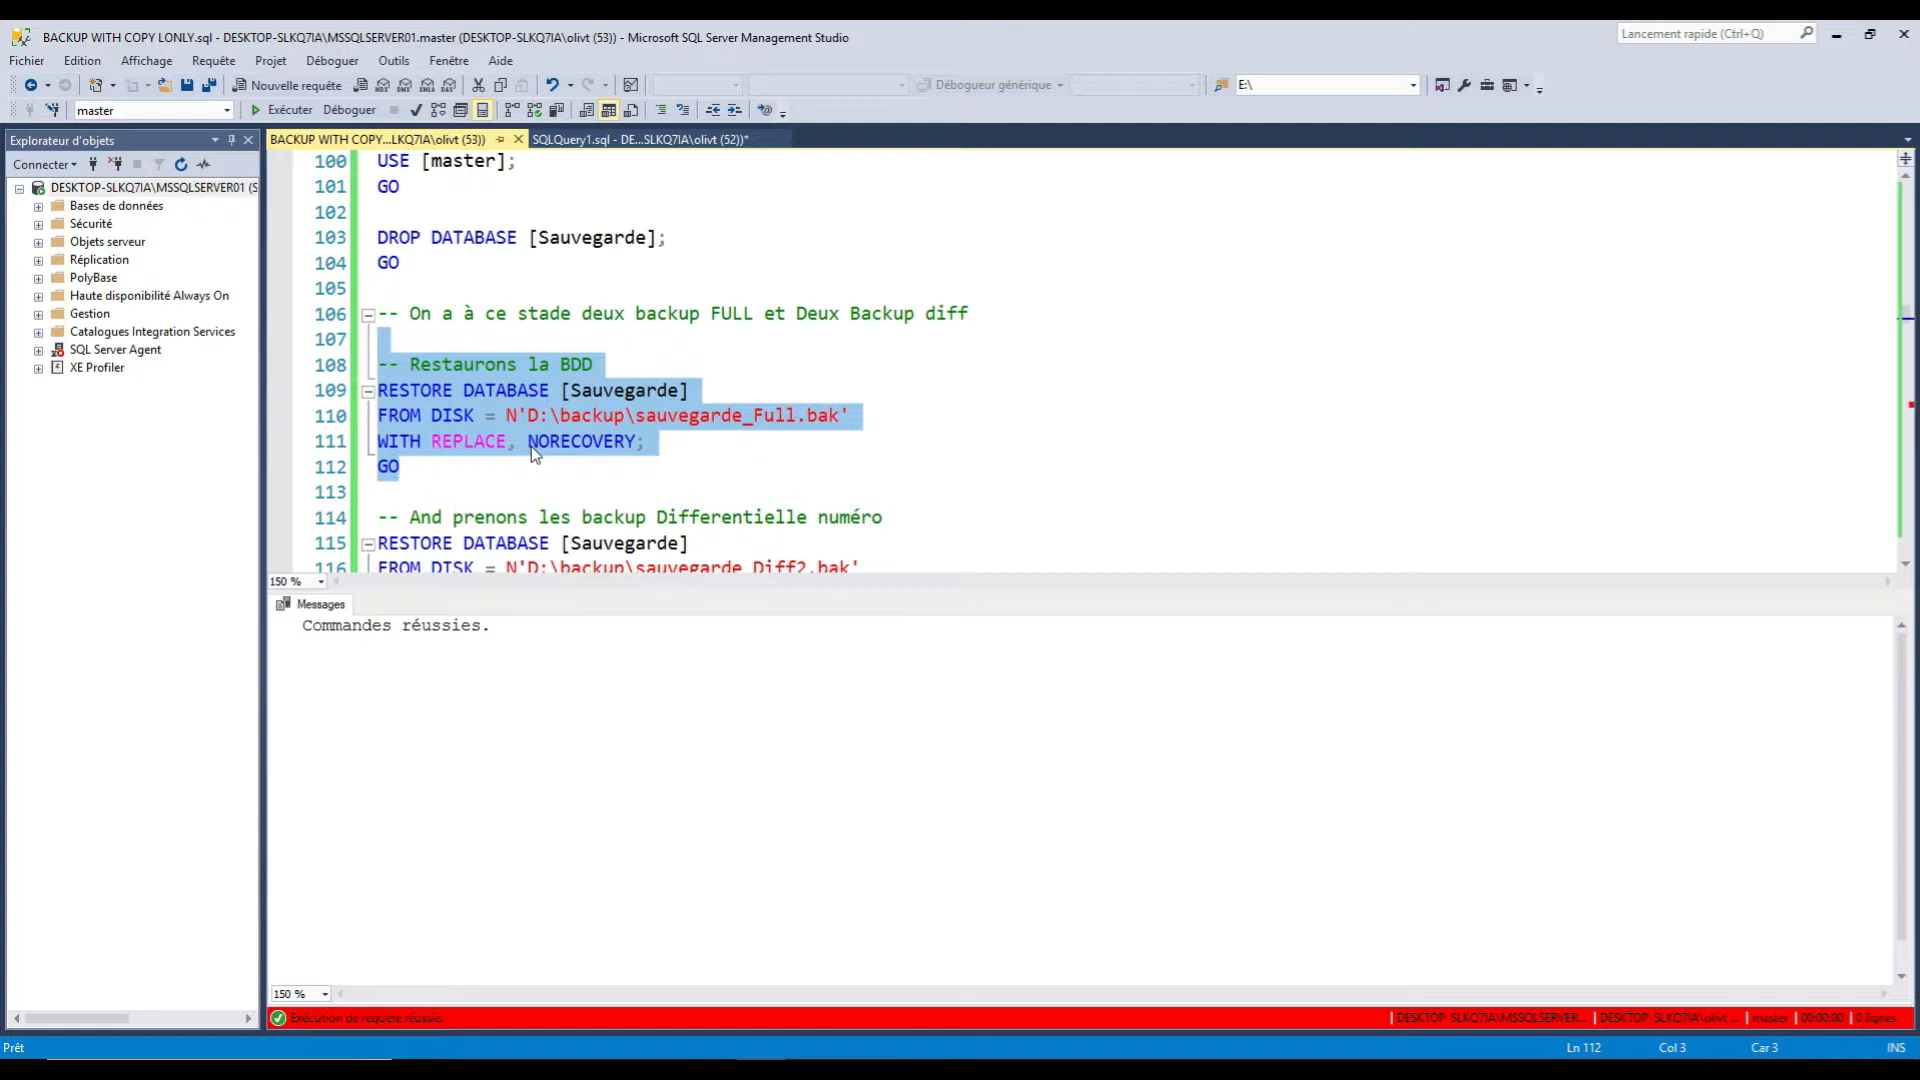 BACKUP WITH COPY LONLY.sql - DESKTOP-SLKQ7IA\MSSQLSERVER01.master (DESKTOP-SLKQ7IA\olivt (53)) - Microsoft SQL Server Management Studio
Lancement rapide (Ctrl+Q)
Fichier Edition Affichage Requête Projet Déboguer Outils Fenêtre Aide
Nouvelle requête
Débogueur générique
E:\
master
Exécuter Déboguer
Explorateur d'objets
BACKUP WITH COPY...LKQ7IA\olivt (53))
SQLQuery1.sql - DE...SLKQ7IA\olivt (52))*
Connecter
DESKTOP-SLKQ7IA\MSSQLSERVER01 (S
Bases de données
Sécurité
Objets serveur
Réplication
PolyBase
Haute disponibilité Always On
Gestion
Catalogues Integration Services
SQL Server Agent
XE Profiler
100 USE [master];
101 GO
102
103 DROP DATABASE [Sauvegarde];
104 GO
105
106 -- On a à ce stade deux backup FULL et Deux Backup diff
107
108 -- Restaurons la BDD
109 RESTORE DATABASE [Sauvegarde]
110 FROM DISK = N'D:\backup\sauvegarde_Full.bak'
111 WITH REPLACE, NORECOVERY;
112 GO
113
114 -- And prenons les backup Differentielle numéro
115 RESTORE DATABASE [Sauvegarde]
116 FROM DISK = N'D:\backup\sauvegarde_Diff2.bak'
150 %
Messages
Commandes réussies.
150 %
Exécution de requête réussie.
DESKTOP-SLKQ7IA\MSSQLSERVER... DESKTOP-SLKQ7IA\olivt ... master 00:00:00 0 lignes
Prêt
Ln 112 Col 3 Car 3 INS